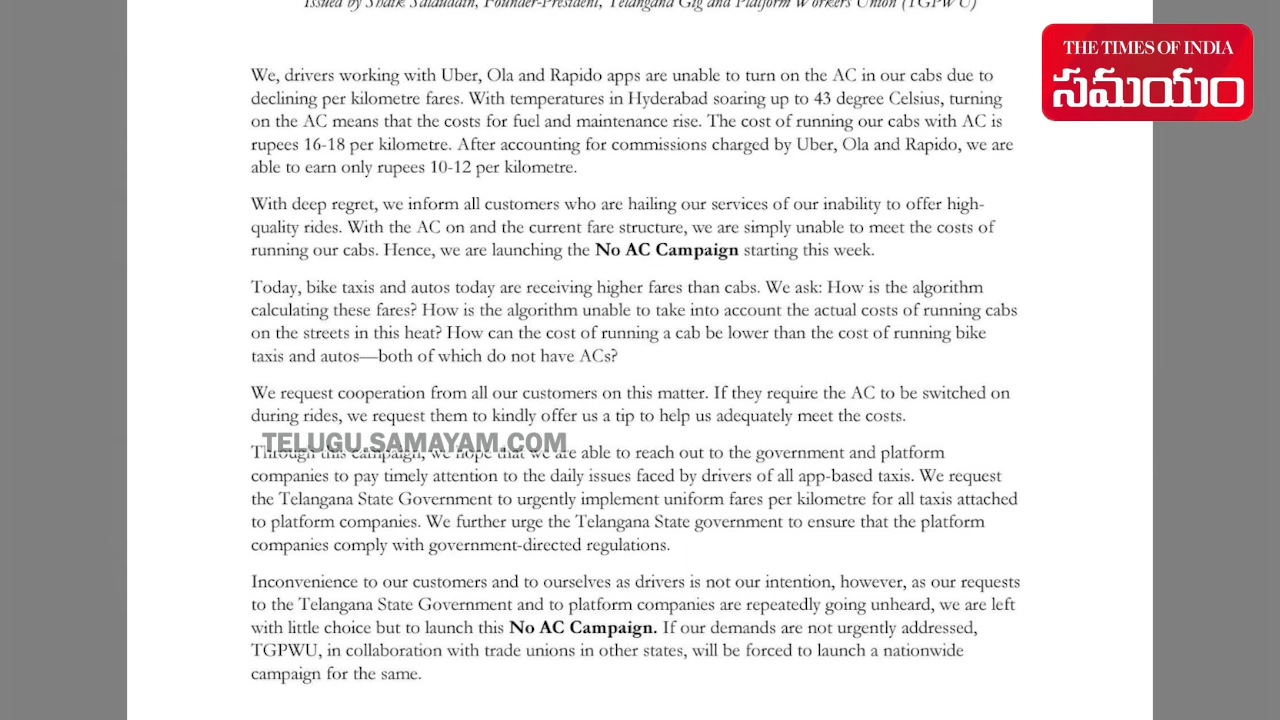 Issued by Shaik Salauddin, Founder-President, Telangana Gig and Platform Workers Union (TGPWU)
THE TIMES OF INDIA
సమయం
We, drivers working with Uber, Ola and Rapido apps are unable to turn on the AC in our cabs due to
declining per kilometre fares. With temperatures in Hyderabad soaring up to 43 degree Celsius, turning
on the AC means that the costs for fuel and maintenance rise. The cost of running our cabs with AC is
rupees 16-18 per kilometre. After accounting for commissions charged by Uber, Ola and Rapido, we are
able to earn only rupees 10-12 per kilometre.
With deep regret, we inform all customers who are hailing our services of our inability to offer high-
quality rides. With the AC on and the current fare structure, we are simply unable to meet the costs of
running our cabs. Hence, we are launching the No AC Campaign starting this week.
Today, bike taxis and autos today are receiving higher fares than cabs. We ask: How is the algorithm
calculating these fares? How is the algorithm unable to take into account the actual costs of running cabs
on the streets in this heat? How can the cost of running a cab be lower than the cost of running bike
taxis and autos—both of which do not have ACs?
We request cooperation from all our customers on this matter. If they require the AC to be switched on
during rides, we request them to kindly offer us a tip to help us adequately meet the costs.
TELUGU.SAMAYAM.COM
Through this campaign, we hope that we are able to reach out to the government and platform
companies to pay timely attention to the daily issues faced by drivers of all app-based taxis. We request
the Telangana State Government to urgently implement uniform fares per kilometre for all taxis attached
to platform companies. We further urge the Telangana State government to ensure that the platform
companies comply with government-directed regulations.
Inconvenience to our customers and to ourselves as drivers is not our intention, however, as our requests
to the Telangana State Government and to platform companies are repeatedly going unheard, we are left
with little choice but to launch this No AC Campaign. If our demands are not urgently addressed,
TGPWU, in collaboration with trade unions in other states, will be forced to launch a nationwide
campaign for the same.